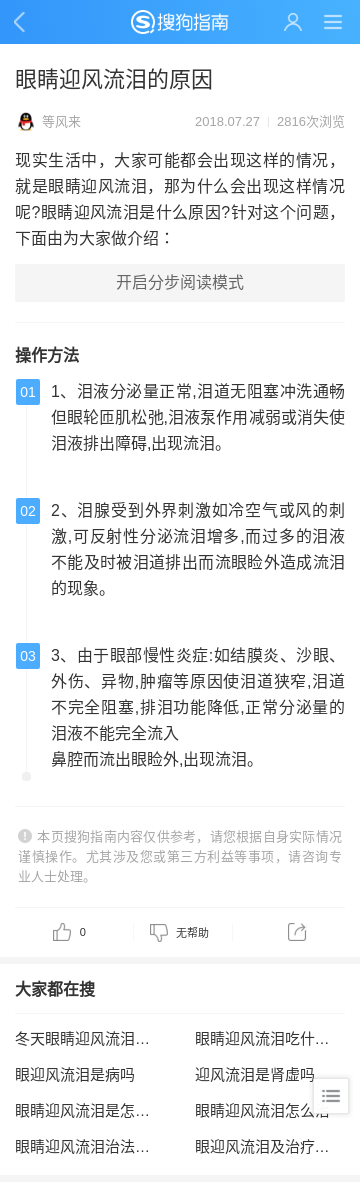 搜狗指南
眼睛迎风流泪的原因
等风来 2018.07.27 2816次浏览
现实生活中，大家可能都会出现这样的情况，
就是眼睛迎风流泪，那为什么会出现这样情况
呢?眼睛迎风流泪是什么原因?针对这个问题，
下面由为大家做介绍：
开启分步阅读模式
操作方法
01 1、泪液分泌量正常,泪道无阻塞冲洗通畅
但眼轮匝肌松弛,泪液泵作用减弱或消失使
泪液排出障碍,出现流泪。
02 2、泪腺受到外界刺激如冷空气或风的刺
激,可反射性分泌流泪增多,而过多的泪液
不能及时被泪道排出而流眼睑外造成流泪
的现象。
03 3、由于眼部慢性炎症:如结膜炎、沙眼、
外伤、异物,肿瘤等原因使泪道狭窄,泪道
不完全阻塞,排泪功能降低,正常分泌量的
泪液不能完全流入
鼻腔而流出眼睑外,出现流泪。
本页搜狗指南内容仅供参考，请您根据自身实际情况
谨慎操作。尤其涉及您或第三方利益等事项，请咨询专
业人士处理。
0 无帮助
大家都在搜
冬天眼睛迎风流泪… 眼睛迎风流泪吃什…
眼迎风流泪是病吗 迎风流泪是肾虚吗
眼睛迎风流泪是怎… 眼睛迎风流泪怎么治
眼睛迎风流泪治法… 眼迎风流泪及治疗…